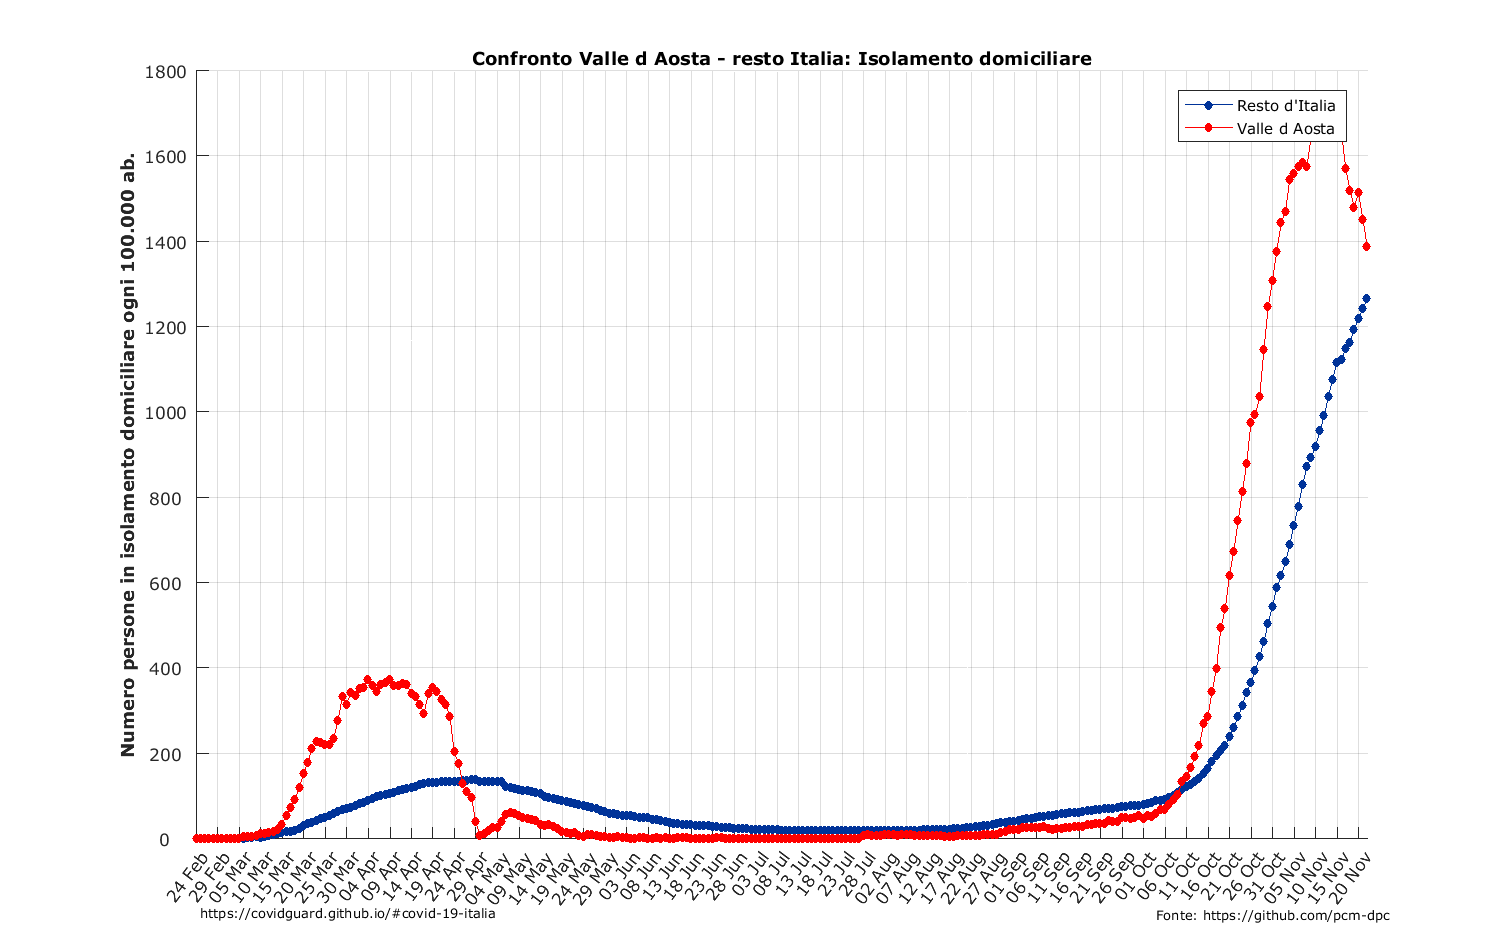 Confronto Valle d Aosta - resto Italia: Isolamento domiciliare
Numero persone in isolamento domiciliare ogni 100.000 ab.
1800
1600
1400
1200
1000
800
600
400
200
0
Resto d'Italia
Valle d Aosta
24 Feb
29 Feb
05 Mar
10 Mar
15 Mar
20 Mar
25 Mar
30 Mar
04 Apr
09 Apr
14 Apr
19 Apr
24 Apr
29 Apr
04 May
09 May
14 May
19 May
24 May
29 May
03 Jun
08 Jun
13 Jun
18 Jun
23 Jun
28 Jun
03 Jul
08 Jul
13 Jul
18 Jul
23 Jul
28 Jul
02 Aug
07 Aug
12 Aug
17 Aug
22 Aug
27 Aug
01 Sep
06 Sep
11 Sep
16 Sep
21 Sep
26 Sep
01 Oct
06 Oct
11 Oct
16 Oct
21 Oct
26 Oct
31 Oct
05 Nov
10 Nov
15 Nov
20 Nov
https://covidguard.github.io/#covid-19-italia
Fonte: https://github.com/pcm-dpc